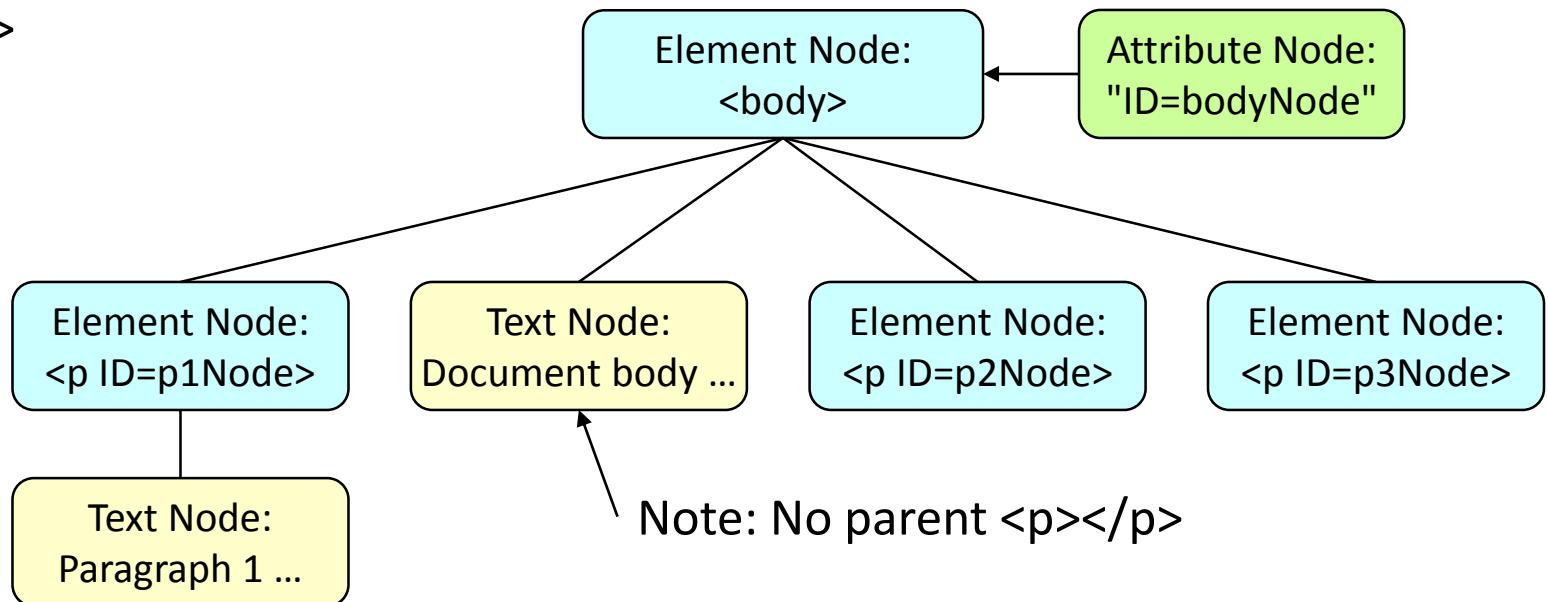 >
Element Node:
<body>
Attribute Node:
"ID=bodyNode"
Element Node:
<p ID=p1Node>
Text Node:
Document body ...
Element Node:
<p ID=p2Node>
Element Node:
<p ID=p3Node>
Text Node:
Paragraph 1 ...
Note: No parent <p></p>